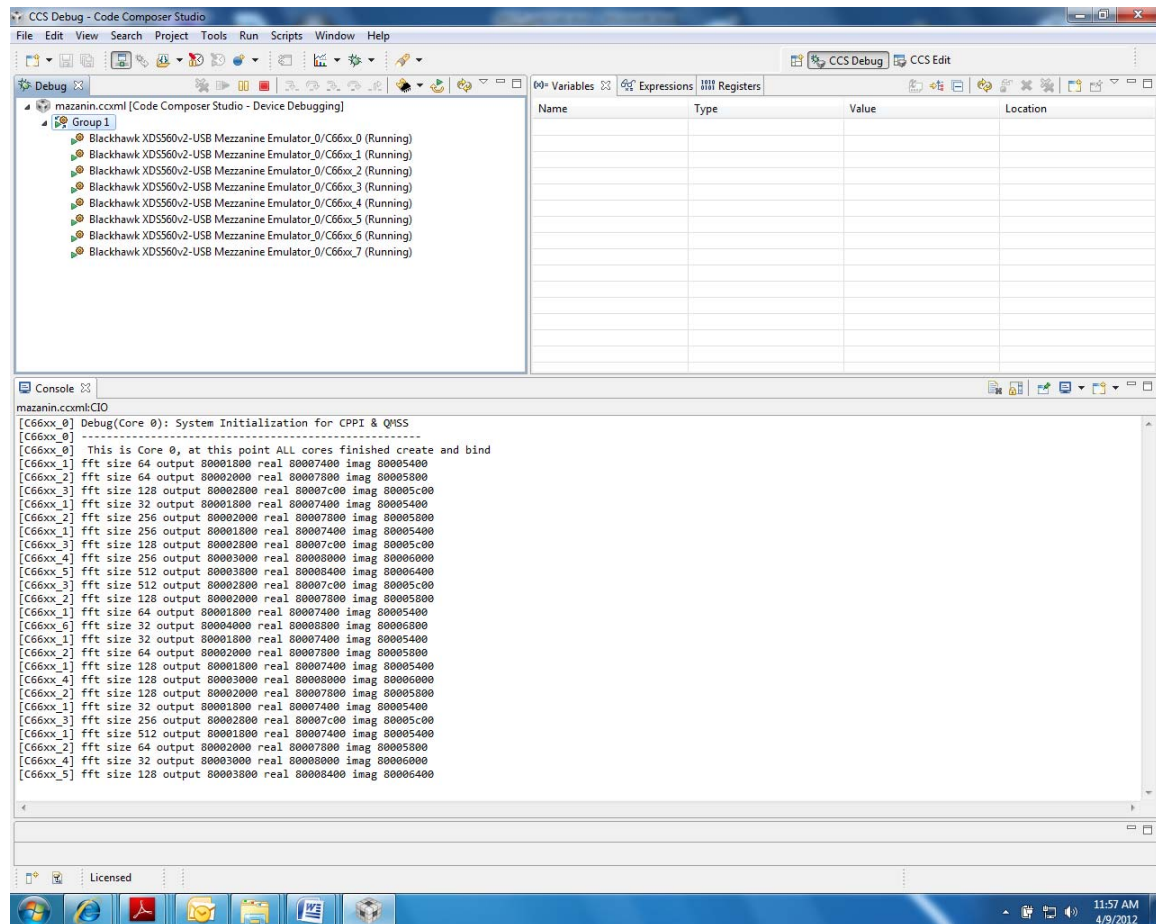 CCS Debug - Code Composer Studio
File Edit View Search Project Tools Run Scripts Window Help
CCS Debug CCS Edit
Debug
mazanin.ccxml [Code Composer Studio - Device Debugging]
Group 1
Blackhawk XDS560v2-USB Mezzanine Emulator_0/C66xx_0 (Running)
Blackhawk XDS560v2-USB Mezzanine Emulator_0/C66xx_1 (Running)
Blackhawk XDS560v2-USB Mezzanine Emulator_0/C66xx_2 (Running)
Blackhawk XDS560v2-USB Mezzanine Emulator_0/C66xx_3 (Running)
Blackhawk XDS560v2-USB Mezzanine Emulator_0/C66xx_4 (Running)
Blackhawk XDS560v2-USB Mezzanine Emulator_0/C66xx_5 (Running)
Blackhawk XDS560v2-USB Mezzanine Emulator_0/C66xx_6 (Running)
Blackhawk XDS560v2-USB Mezzanine Emulator_0/C66xx_7 (Running)
(x)= Variables Expressions 1010 Registers
Name Type Value Location
Console
mazanin.ccxml:CIO
[C66xx_0] Debug(Core 0): System Initialization for CPPI & QMSS
[C66xx_0] --------------------------------------------------------
[C66xx_0] This is Core 0, at this point ALL cores finished create and bind
[C66xx_1] fft size 64 output 80001800 real 80007400 imag 80005400
[C66xx_2] fft size 64 output 80002000 real 80007800 imag 80005800
[C66xx_3] fft size 128 output 80002800 real 80007c00 imag 80005c00
[C66xx_1] fft size 32 output 80001800 real 80007400 imag 80005400
[C66xx_2] fft size 256 output 80002000 real 80007800 imag 80005800
[C66xx_1] fft size 256 output 80001800 real 80007400 imag 80005400
[C66xx_3] fft size 128 output 80002800 real 80007c00 imag 80005c00
[C66xx_4] fft size 256 output 80003000 real 80008000 imag 80006000
[C66xx_5] fft size 512 output 80003800 real 80008400 imag 80006400
[C66xx_3] fft size 512 output 80002800 real 80007c00 imag 80005c00
[C66xx_2] fft size 128 output 80002000 real 80007800 imag 80005800
[C66xx_1] fft size 64 output 80001800 real 80007400 imag 80005400
[C66xx_6] fft size 32 output 80004000 real 80008800 imag 80006800
[C66xx_1] fft size 32 output 80001800 real 80007400 imag 80005400
[C66xx_2] fft size 64 output 80002000 real 80007800 imag 80005800
[C66xx_1] fft size 128 output 80001800 real 80007400 imag 80005400
[C66xx_4] fft size 128 output 80003000 real 80008000 imag 80006000
[C66xx_2] fft size 128 output 80002000 real 80007800 imag 80005800
[C66xx_1] fft size 32 output 80001800 real 80007400 imag 80005400
[C66xx_3] fft size 256 output 80002800 real 80007c00 imag 80005c00
[C66xx_1] fft size 512 output 80001800 real 80007400 imag 80005400
[C66xx_2] fft size 64 output 80002000 real 80007800 imag 80005800
[C66xx_4] fft size 32 output 80003000 real 80008000 imag 80006000
[C66xx_5] fft size 128 output 80003800 real 80008400 imag 80006400
Licensed
11:57 AM
4/9/2012